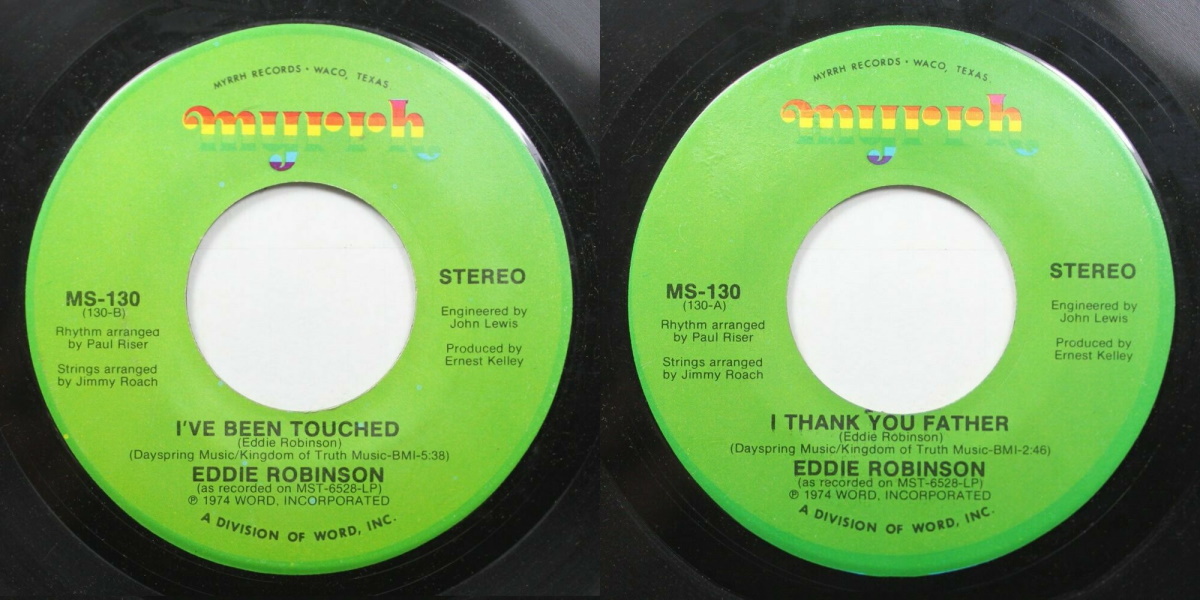 MYRRH RECORDS • WACO, TEXAS
myrrh
STEREO
MS-130
(130-B)
Rhythm arranged
by Paul Riser
Strings arranged
by Jimmy Roach
Engineered by
John Lewis
Produced by
Ernest Kelley
I'VE BEEN TOUCHED
(Eddie Robinson)
(Dayspring Music/Kingdom of Truth Music-BMI-5:38)
EDDIE ROBINSON
(as recorded on MST-6528-LP)
℗ 1974 WORD, INCORPORATED
A DIVISION OF WORD, INC.
MYRRH RECORDS • WACO, TEXAS.
myrrh
STEREO
MS-130
(130-A)
Rhythm arranged
by Paul Riser
Strings arranged
by Jimmy Roach
Engineered by
John Lewis
Produced by
Ernest Kelley
I THANK YOU FATHER
(Eddie Robinson)
(Dayspring Music/Kingdom of Truth Music-BMI-2:46)
EDDIE ROBINSON
(as recorded on MST-6528-LP)
℗ 1974 WORD, INCORPORATED
A DIVISION OF WORD, INC.